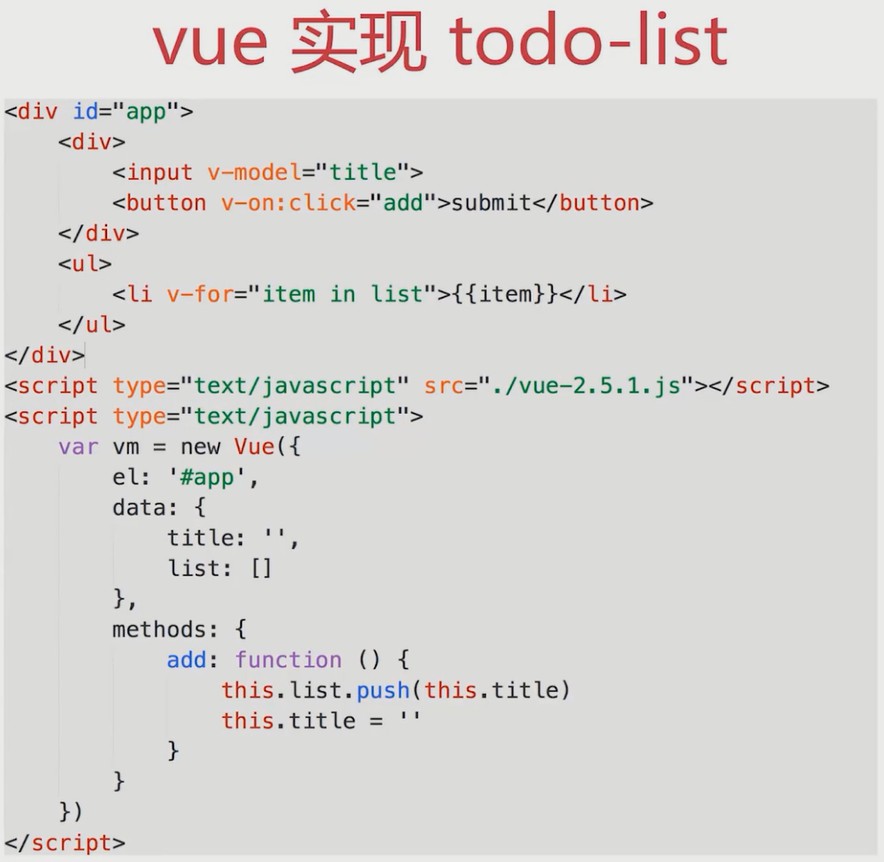 vue 实现 todo-list
<div id="app">
    <div>
        <input v-model="title">
        <button v-on:click="add">submit</button>
    </div>
    <ul>
        <li v-for="item in list">{{item}}</li>
    </ul>
</div>
<script type="text/javascript" src="./vue-2.5.1.js"></script>
<script type="text/javascript">
    var vm = new Vue({
        el: '#app',
        data: {
            title: '',
            list: []
        },
        methods: {
            add: function () {
                this.list.push(this.title)
                this.title = ''
            }
        }
    })
</script>